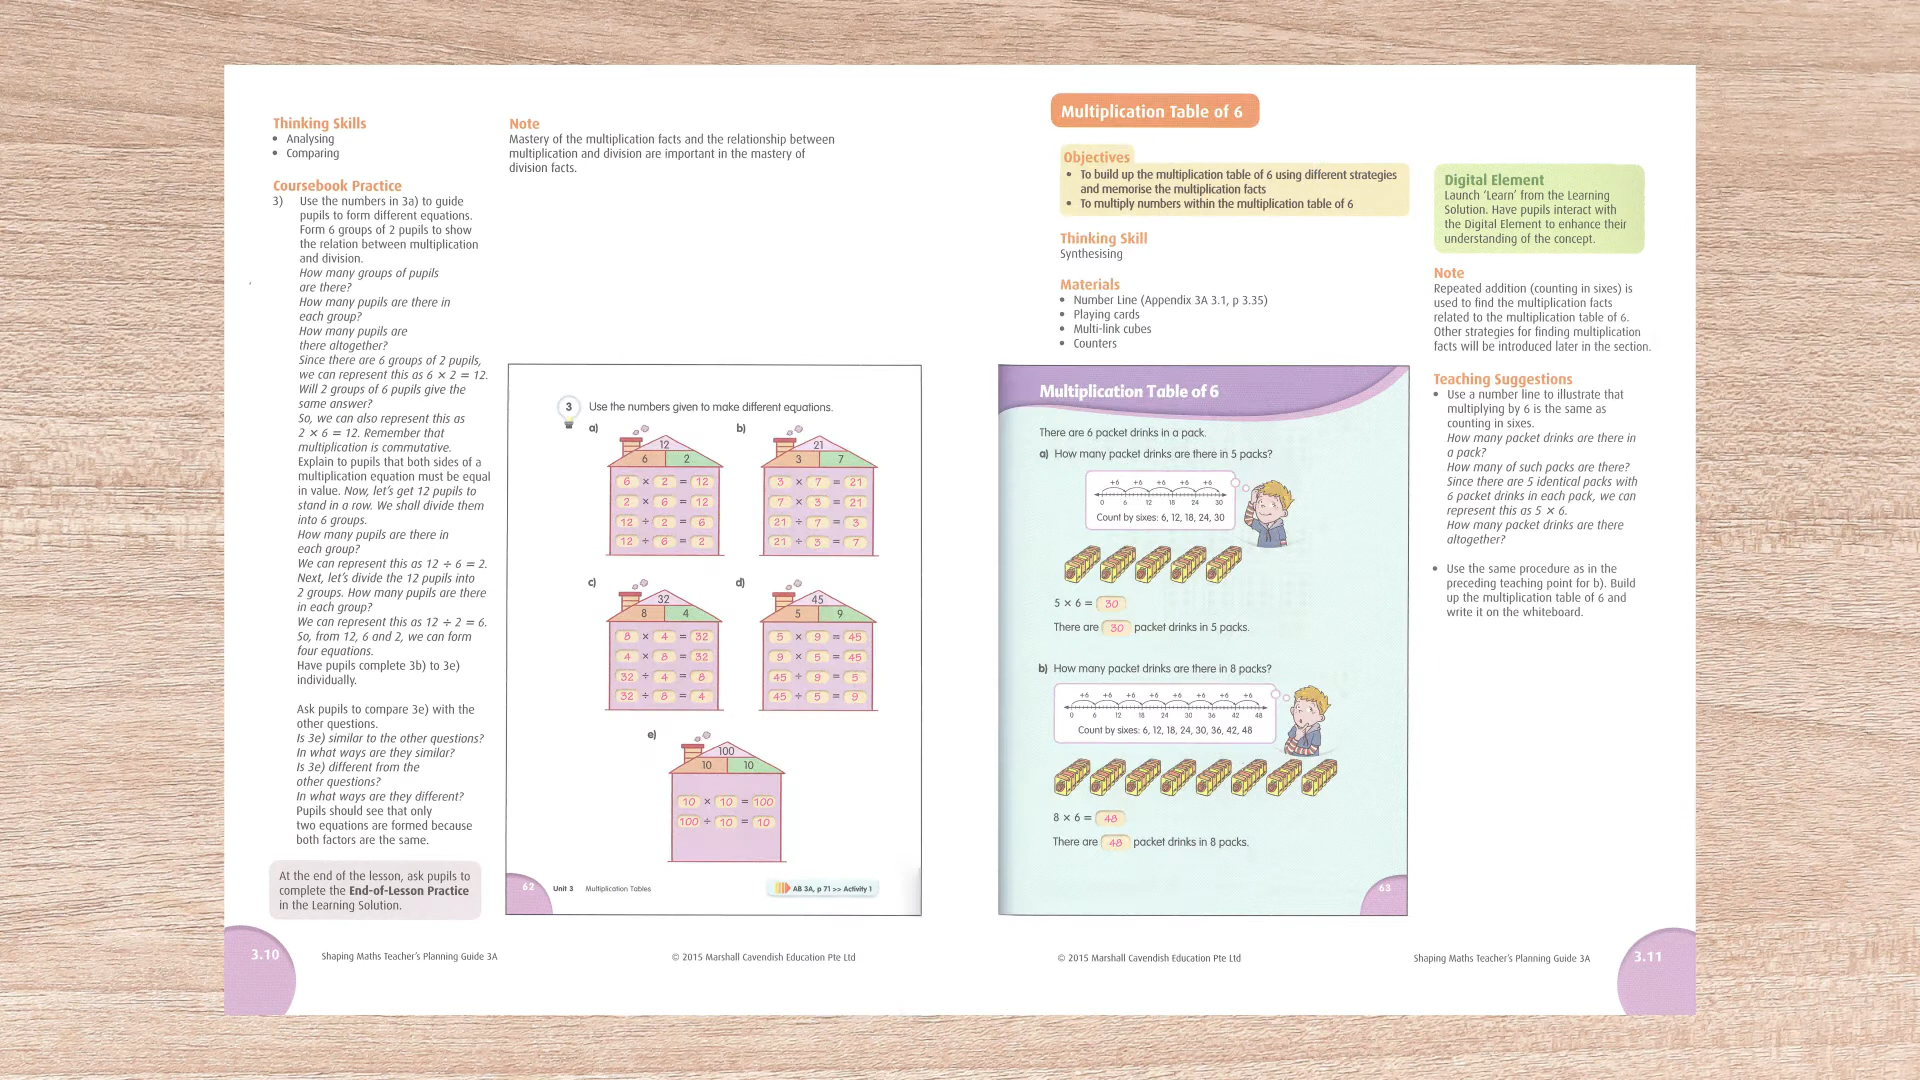 Thinking Skills
• Analysing
• Comparing
Coursebook Practice
3) Use the numbers in 3a) to guide
pupils to form different equations.
Form 6 groups of 2 pupils to show
the relation between multiplication
and division.
How many groups of pupils
are there?
How many pupils are there in
each group?
How many pupils are
there altogether?
Since there are 6 groups of 2 pupils,
we can represent this as 6 × 2 = 12.
Will 2 groups of 6 pupils give the
same answer?
So, we can also represent this as
2 × 6 = 12. Remember that
multiplication is commutative.
Explain to pupils that both sides of a
multiplication equation must be equal
in value. Now, let's get 12 pupils to
stand in a row. We shall divide them
into 6 groups.
How many pupils are there in
each group?
We can represent this as 12 ÷ 6 = 2.
Next, let's divide the 12 pupils into
2 groups. How many pupils are there
in each group?
We can represent this as 12 ÷ 2 = 6.
So, from 12, 6 and 2, we can form
four equations.
Have pupils complete 3b) to 3e)
individually.
Ask pupils to compare 3e) with the
other questions.
Is 3e) similar to the other questions?
In what ways are they similar?
Is 3e) different from the
other questions?
In what ways are they different?
Pupils should see that only
two equations are formed because
both factors are the same.
At the end of the lesson, ask pupils to
complete the End-of-Lesson Practice
in the Learning Solution.
Note
Mastery of the multiplication facts and the relationship between
multiplication and division are important in the mastery of
division facts.
3 Use the numbers given to make different equations.
a)
12
6 2
6 × 2 = 12
2 × 6 = 12
12 ÷ 2 = 6
12 ÷ 6 = 2
b)
21
3 7
3 × 7 = 21
7 × 3 = 21
21 ÷ 7 = 3
21 ÷ 3 = 7
c)
32
8 4
8 × 4 = 32
4 × 8 = 32
32 ÷ 4 = 8
32 ÷ 8 = 4
d)
45
5 9
5 × 9 = 45
9 × 5 = 45
45 ÷ 9 = 5
45 ÷ 5 = 9
e)
100
10 10
10 × 10 = 100
100 ÷ 10 = 10
62 Unit 3 Multiplication Tables
AB 3A, p 71 >> Activity 1
3.10 Shaping Maths Teacher's Planning Guide 3A
© 2015 Marshall Cavendish Education Pte Ltd
Multiplication Table of 6
Objectives
• To build up the multiplication table of 6 using different strategies
and memorise the multiplication facts
• To multiply numbers within the multiplication table of 6
Thinking Skill
Synthesising
Materials
• Number Line (Appendix 3A 3.1, p 3.35)
• Playing cards
• Multi-link cubes
• Counters
Multiplication Table of 6
There are 6 packet drinks in a pack.
a) How many packet drinks are there in 5 packs?
+6 +6 +6 +6 +6
0 6 12 18 24 30
Count by sixes: 6, 12, 18, 24, 30
5 × 6 = 30
There are 30 packet drinks in 5 packs.
b) How many packet drinks are there in 8 packs?
+6 +6 +6 +6 +6 +6 +6 +6
0 6 12 18 24 30 36 42 48
Count by sixes: 6, 12, 18, 24, 30, 36, 42, 48
8 × 6 = 48
There are 48 packet drinks in 8 packs.
63
Digital Element
Launch 'Learn' from the Learning
Solution. Have pupils interact with
the Digital Element to enhance their
understanding of the concept.
Note
Repeated addition (counting in sixes) is
used to find the multiplication facts
related to the multiplication table of 6.
Other strategies for finding multiplication
facts will be introduced later in the section.
Teaching Suggestions
• Use a number line to illustrate that
multiplying by 6 is the same as
counting in sixes.
How many packet drinks are there in
a pack?
How many of such packs are there?
Since there are 5 identical packs with
6 packet drinks in each pack, we can
represent this as 5 × 6.
How many packet drinks are there
altogether?
• Use the same procedure as in the
preceding teaching point for b). Build
up the multiplication table of 6 and
write it on the whiteboard.
© 2015 Marshall Cavendish Education Pte Ltd
Shaping Maths Teacher's Planning Guide 3A 3.11